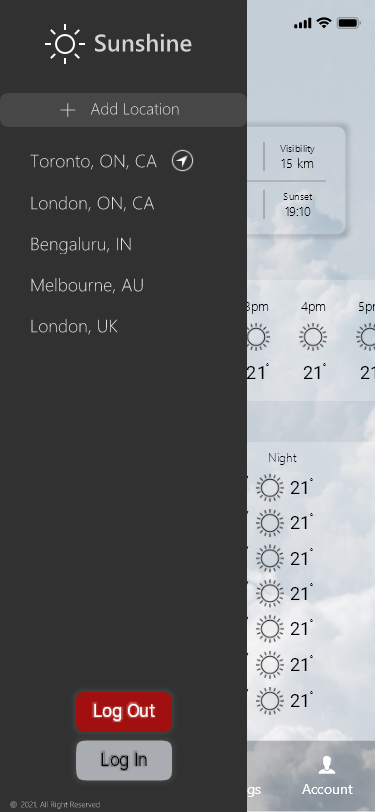 Sunshine
Add Location
Toronto, ON, CA
London, ON, CA
Bengaluru, IN
Melbourne, AU
London, UK
Visibility
15 km
Sunset
19:10
3pm 4pm 5pm
21° 21° 21
Night
21°
21°
21°
21°
21°
21°
21°
Log Out
Log In
gs Account
© 2021. All Right Reserved